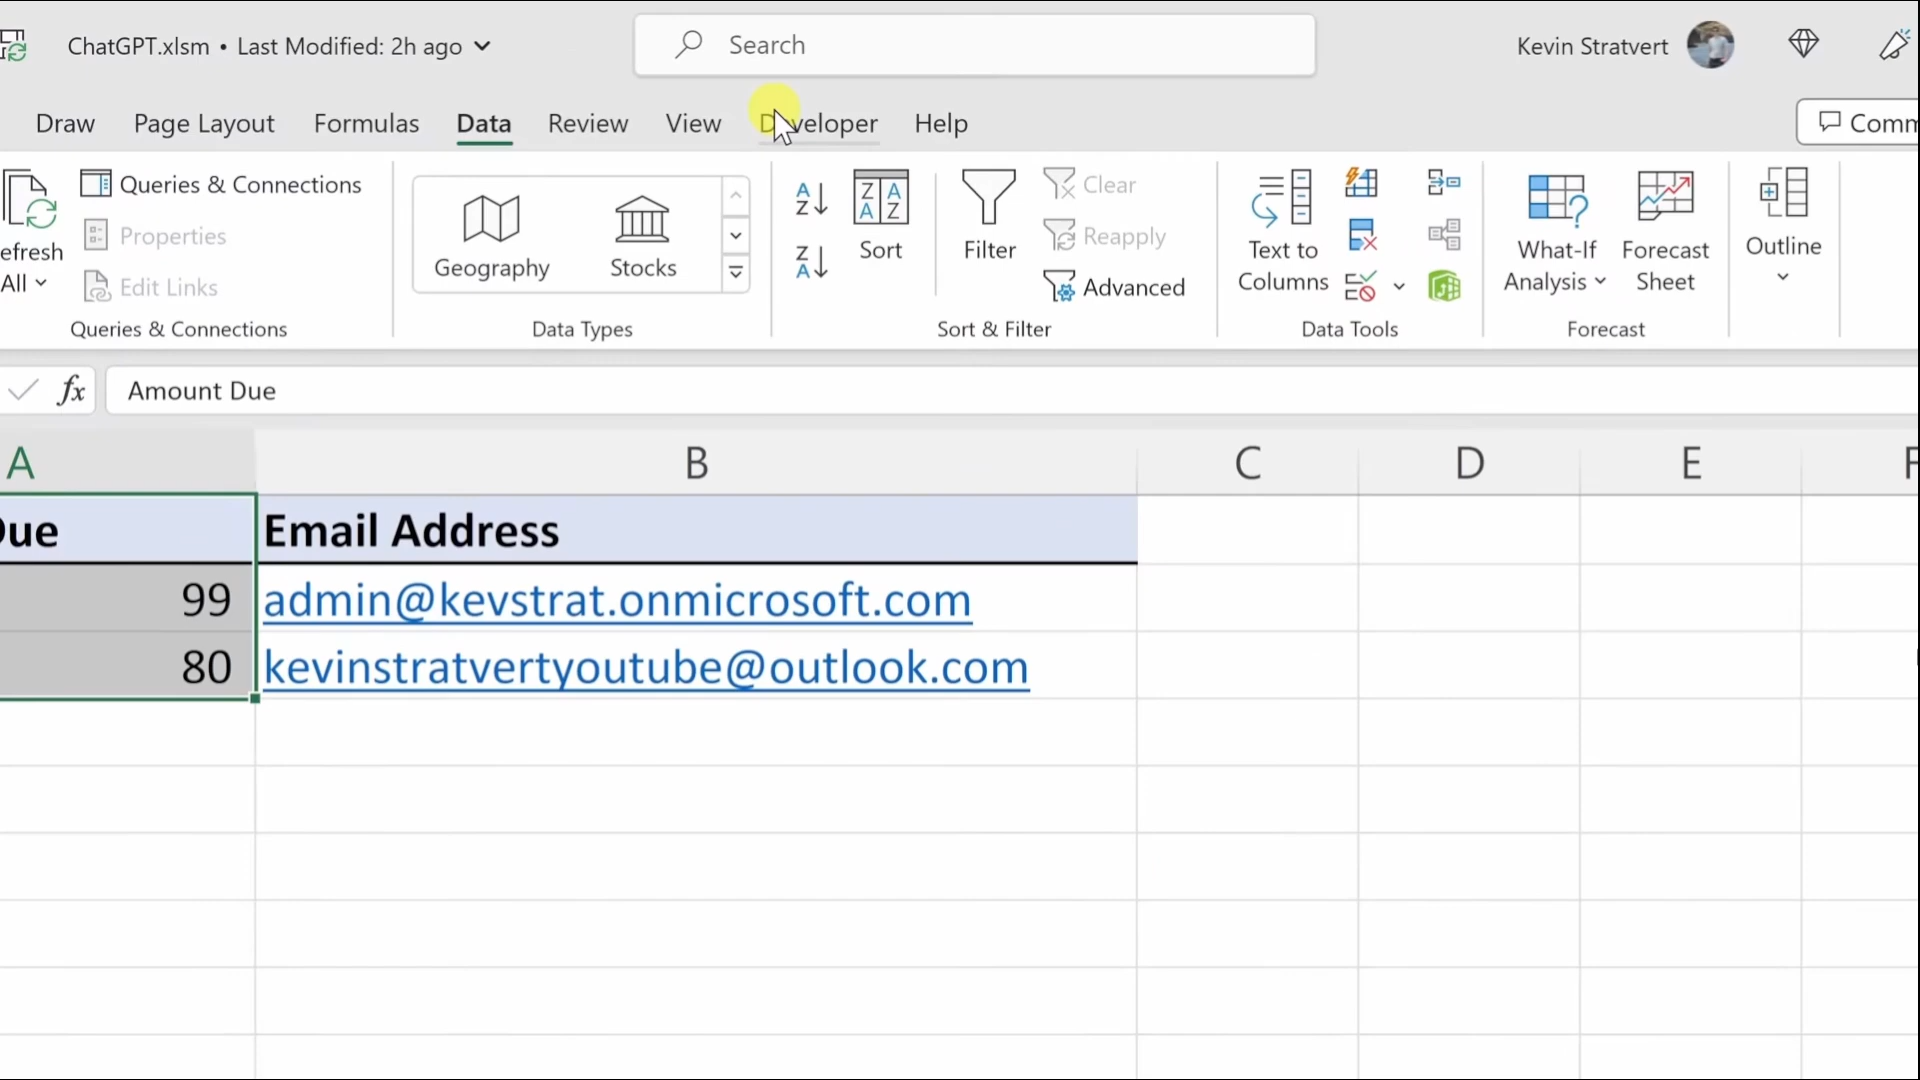 ChatGPT.xlsm • Last Modified: 2h ago
Search
Kevin Stratvert
Draw
Page Layout
Formulas
Data
Review
View
Developer
Help
Comm
efresh
All
Queries & Connections
Properties
Edit Links
Queries & Connections
Geography
Stocks
Data Types
Sort
Filter
Clear
Reapply
Advanced
Sort & Filter
Text to
Columns
Data Tools
What-If
Analysis
Forecast
Sheet
Forecast
Outline
fx
Amount Due
A
B
C
D
E
F
Due
Email Address
99
admin@kevstrat.onmicrosoft.com
80
kevinstratvertyoutube@outlook.com